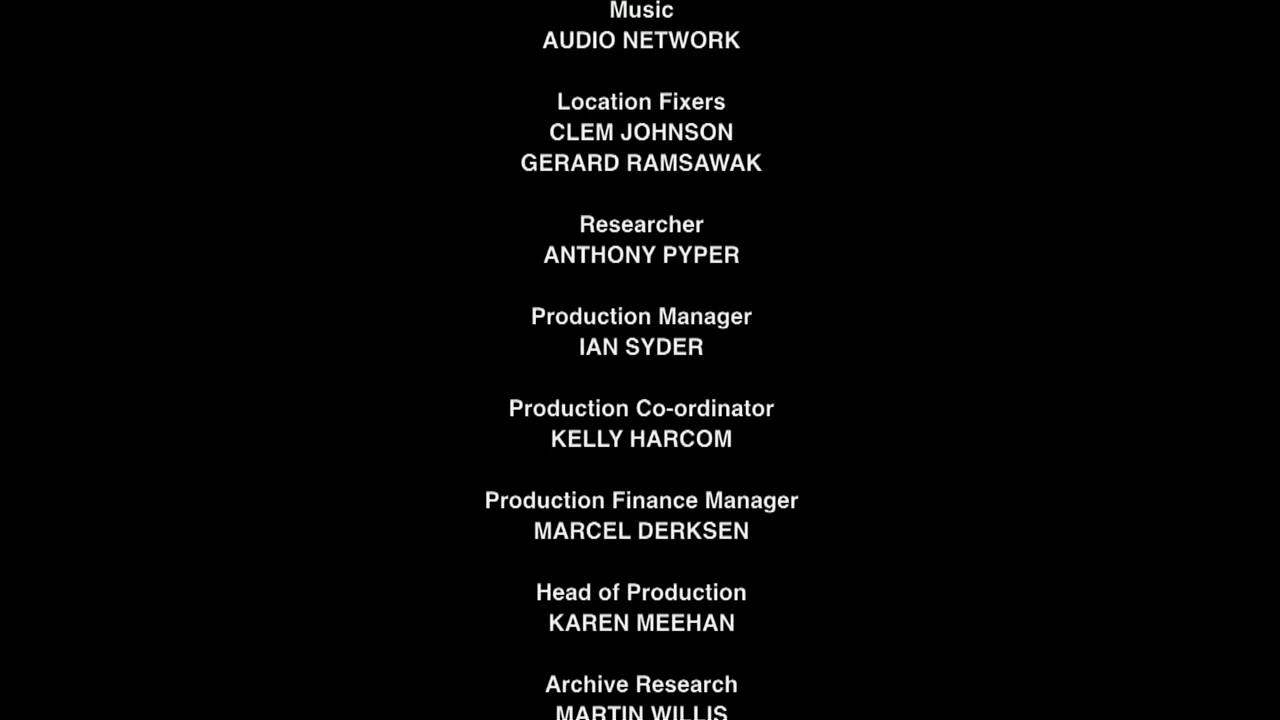 Music
AUDIO NETWORK
Location Fixers
CLEM JOHNSON
GERARD RAMSAWAK
Researcher
ANTHONY PYPER
Production Manager
IAN SYDER
Production Co-ordinator
KELLY HARCOM
Production Finance Manager
MARCEL DERKSEN
Head of Production
KAREN MEEHAN
Archive Research
MARTIN WILLIS